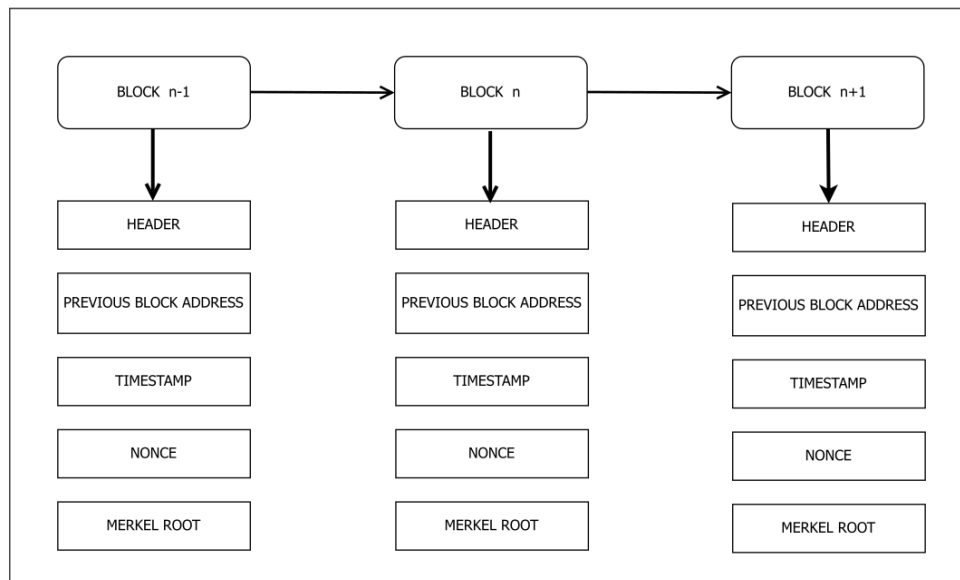 BLOCK n-1
BLOCK n
BLOCK n+1
HEADER
HEADER
HEADER
PREVIOUS BLOCK ADDRESS
PREVIOUS BLOCK ADDRESS
PREVIOUS BLOCK ADDRESS
TIMESTAMP
TIMESTAMP
TIMESTAMP
NONCE
NONCE
NONCE
MERKEL ROOT
MERKEL ROOT
MERKEL ROOT